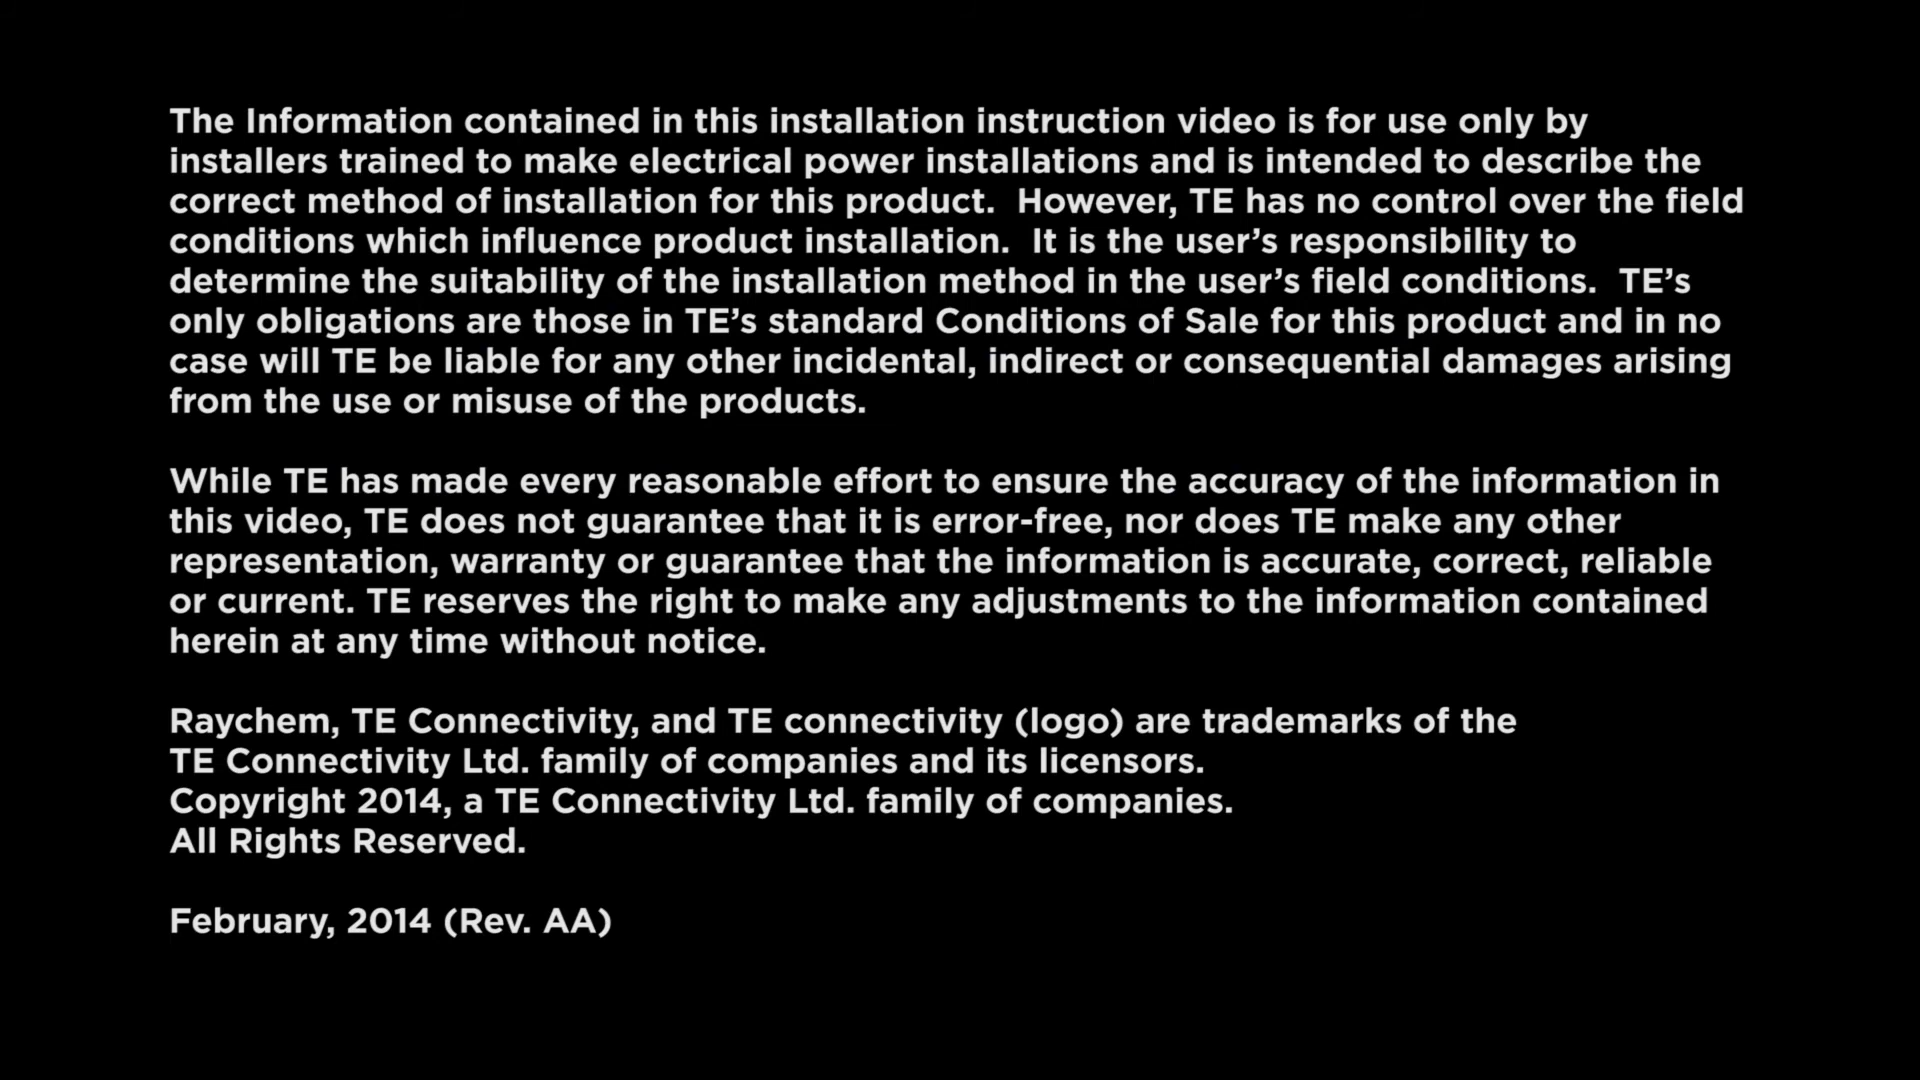 The Information contained in this installation instruction video is for use only by
installers trained to make electrical power installations and is intended to describe the
correct method of installation for this product.  However, TE has no control over the field
conditions which influence product installation.  It is the user’s responsibility to
determine the suitability of the installation method in the user’s field conditions.  TE’s
only obligations are those in TE’s standard Conditions of Sale for this product and in no
case will TE be liable for any other incidental, indirect or consequential damages arising
from the use or misuse of the products.
While TE has made every reasonable effort to ensure the accuracy of the information in
this video, TE does not guarantee that it is error-free, nor does TE make any other
representation, warranty or guarantee that the information is accurate, correct, reliable
or current. TE reserves the right to make any adjustments to the information contained
herein at any time without notice.
Raychem, TE Connectivity, and TE connectivity (logo) are trademarks of the
TE Connectivity Ltd. family of companies and its licensors.
Copyright 2014, a TE Connectivity Ltd. family of companies.
All Rights Reserved.
February, 2014 (Rev. AA)